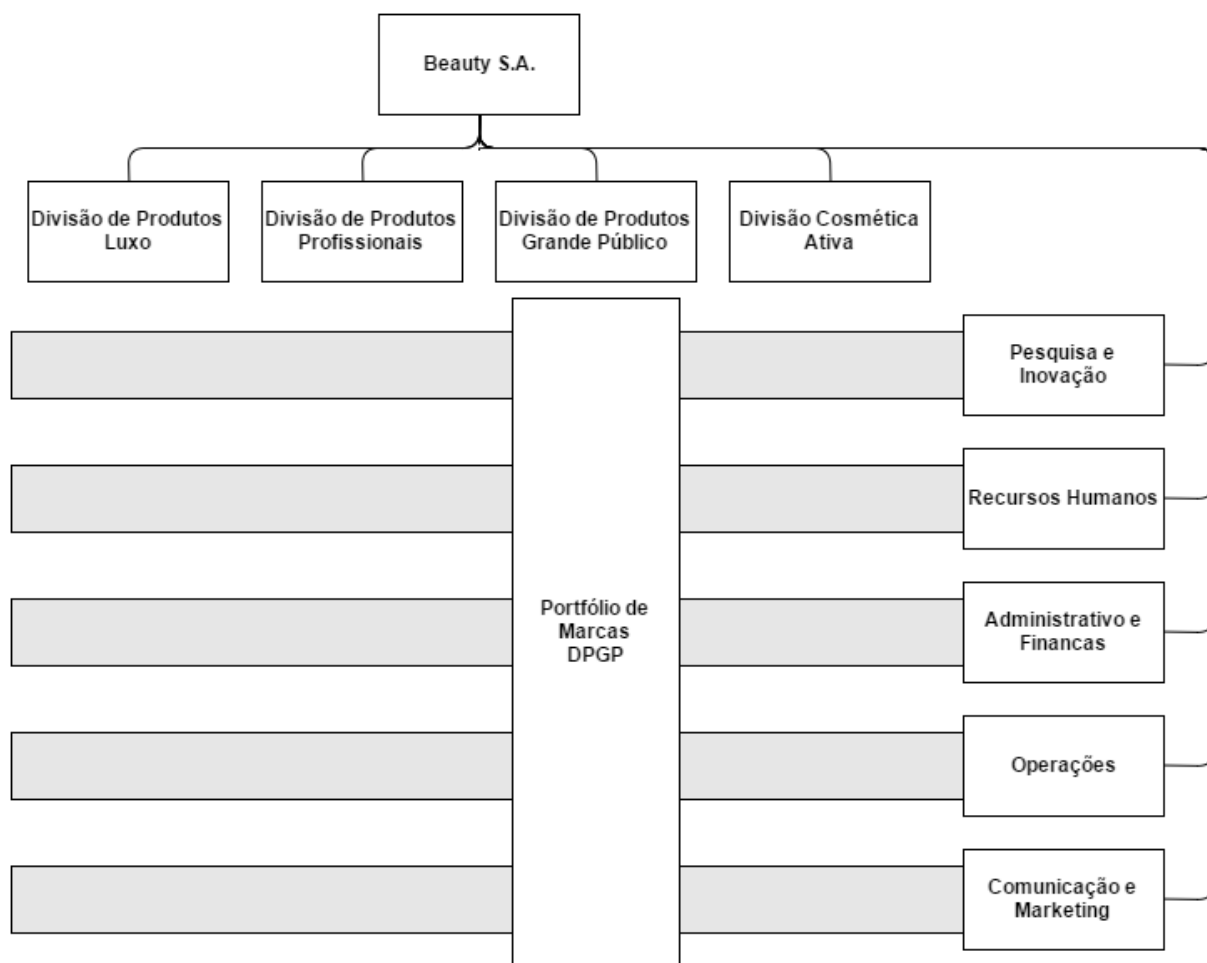 Beauty S.A.
Divisão de Produtos
Luxo
Divisão de Produtos
Profissionais
Divisão de Produtos
Grande Público
Divisão Cosmética
Ativa
Pesquisa e
Inovação
Recursos Humanos
Portfólio de
Marcas
DPGP
Administrativo e
Financas
Operações
Comunicação e
Marketing